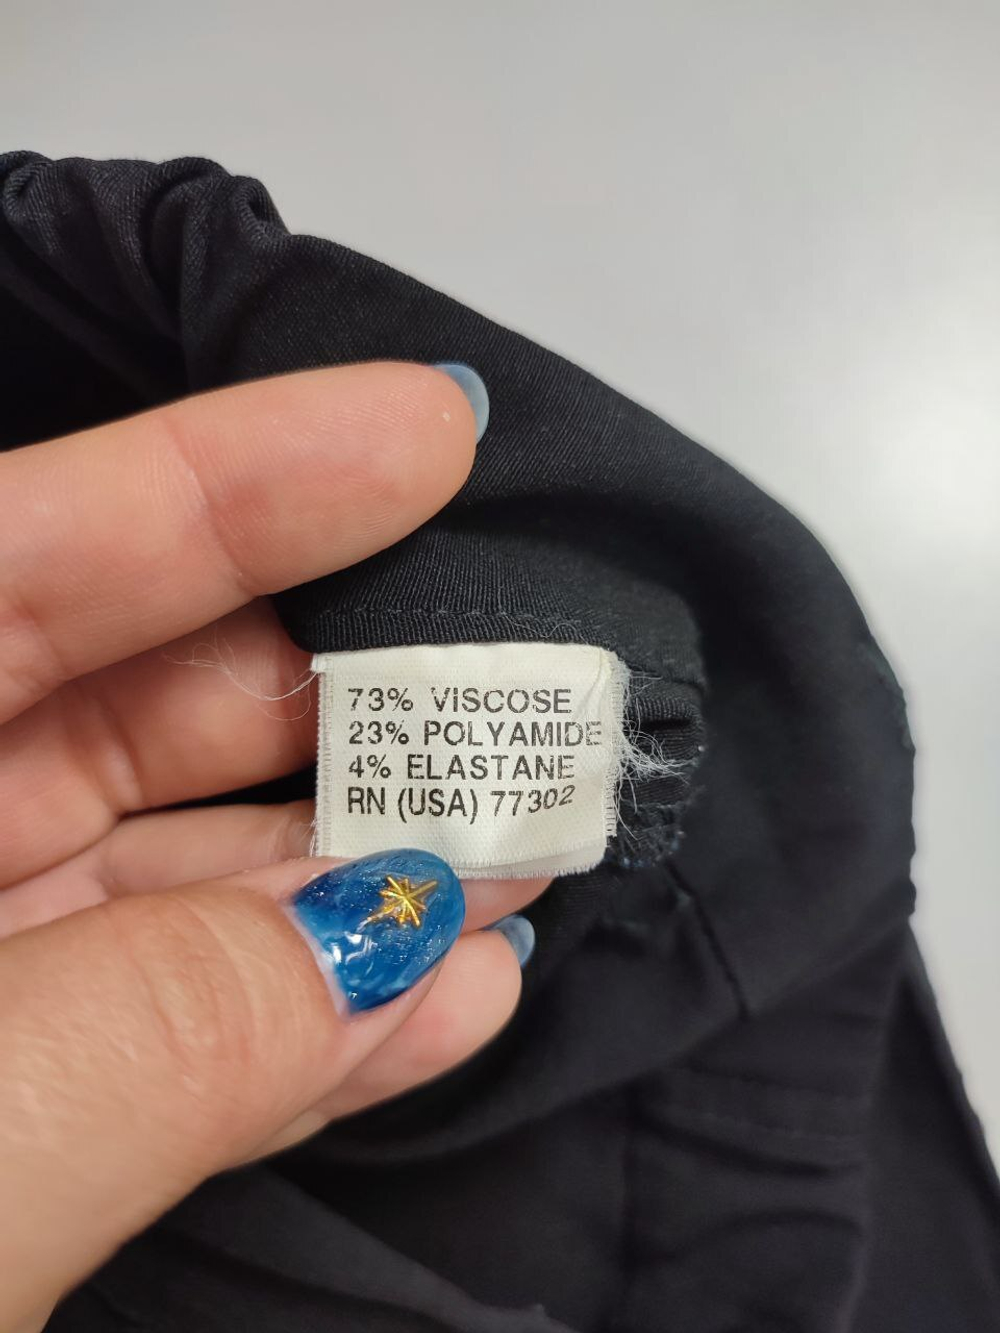 73% VISCOSE
23% POLYAMIDE
4% ELASTANE
RN (USA) 77302